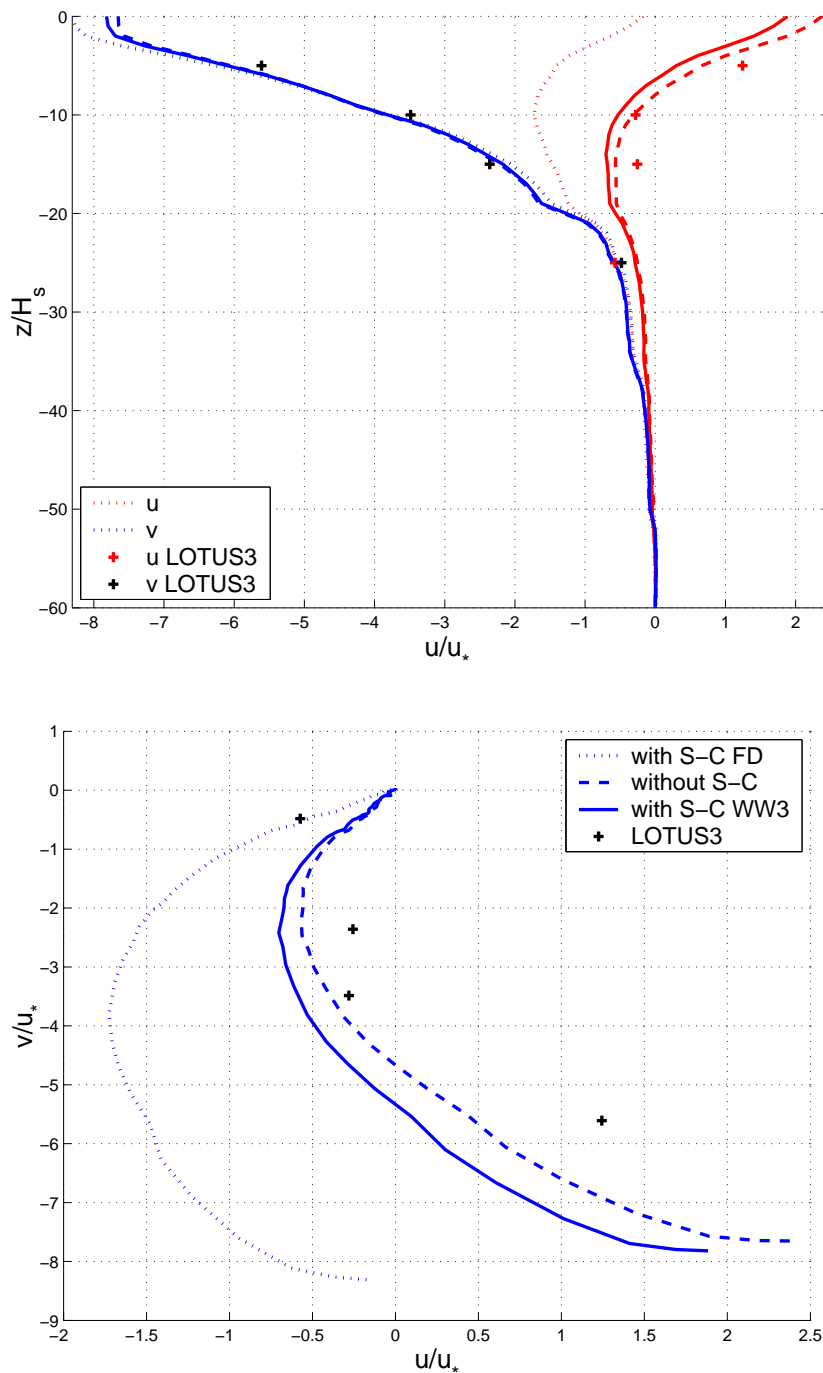 0
−10
−20
−30
−40
−50
−60
z/H_s
−8 −7 −6 −5 −4 −3 −2 −1 0 1 2
u/u_*
u
v
u LOTUS3
v LOTUS3
1
0
−1
−2
−3
−4
−5
−6
−7
−8
−9
v/u_*
−2 −1.5 −1 −0.5 0 0.5 1 1.5 2 2.5
u/u_*
with S−C FD
without S−C
with S−C WW3
LOTUS3